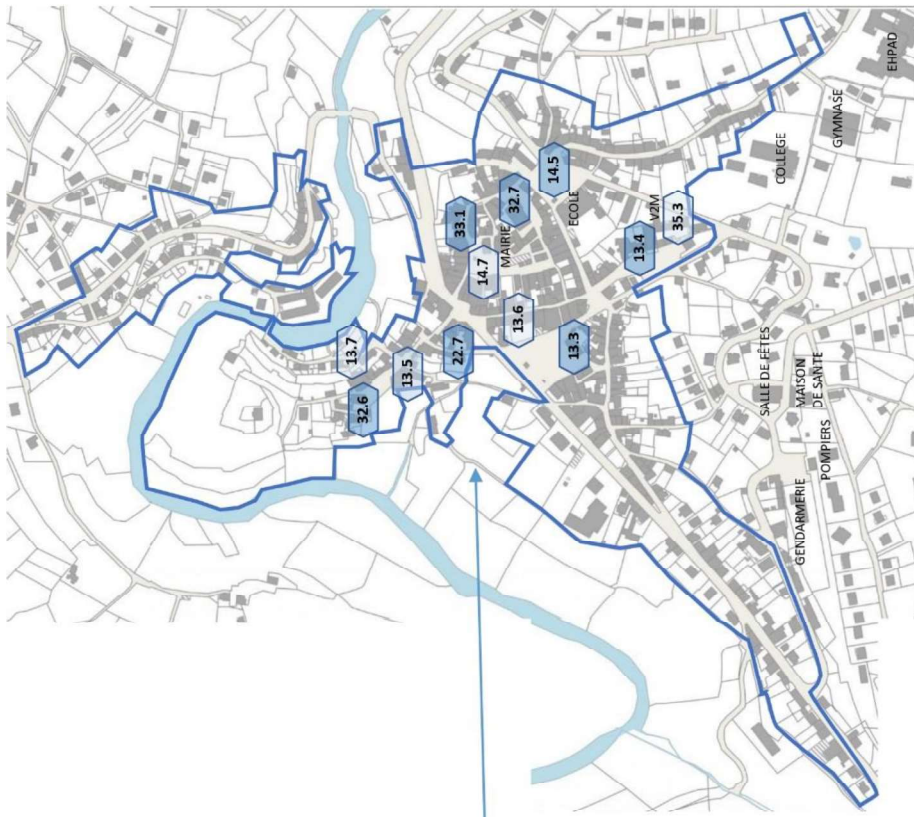 13.7
32.6
13.5
22.7
33.1
14.7
MAIRIE
32.7
13.6
14.5
13.3
ECOLE
13.4
V2M
35.3
SALLE DE FÊTES
COLLEGE
GENDARMERIE
MAISON
DE SANTE
POMPIERS
GYMNASE
EHPAD